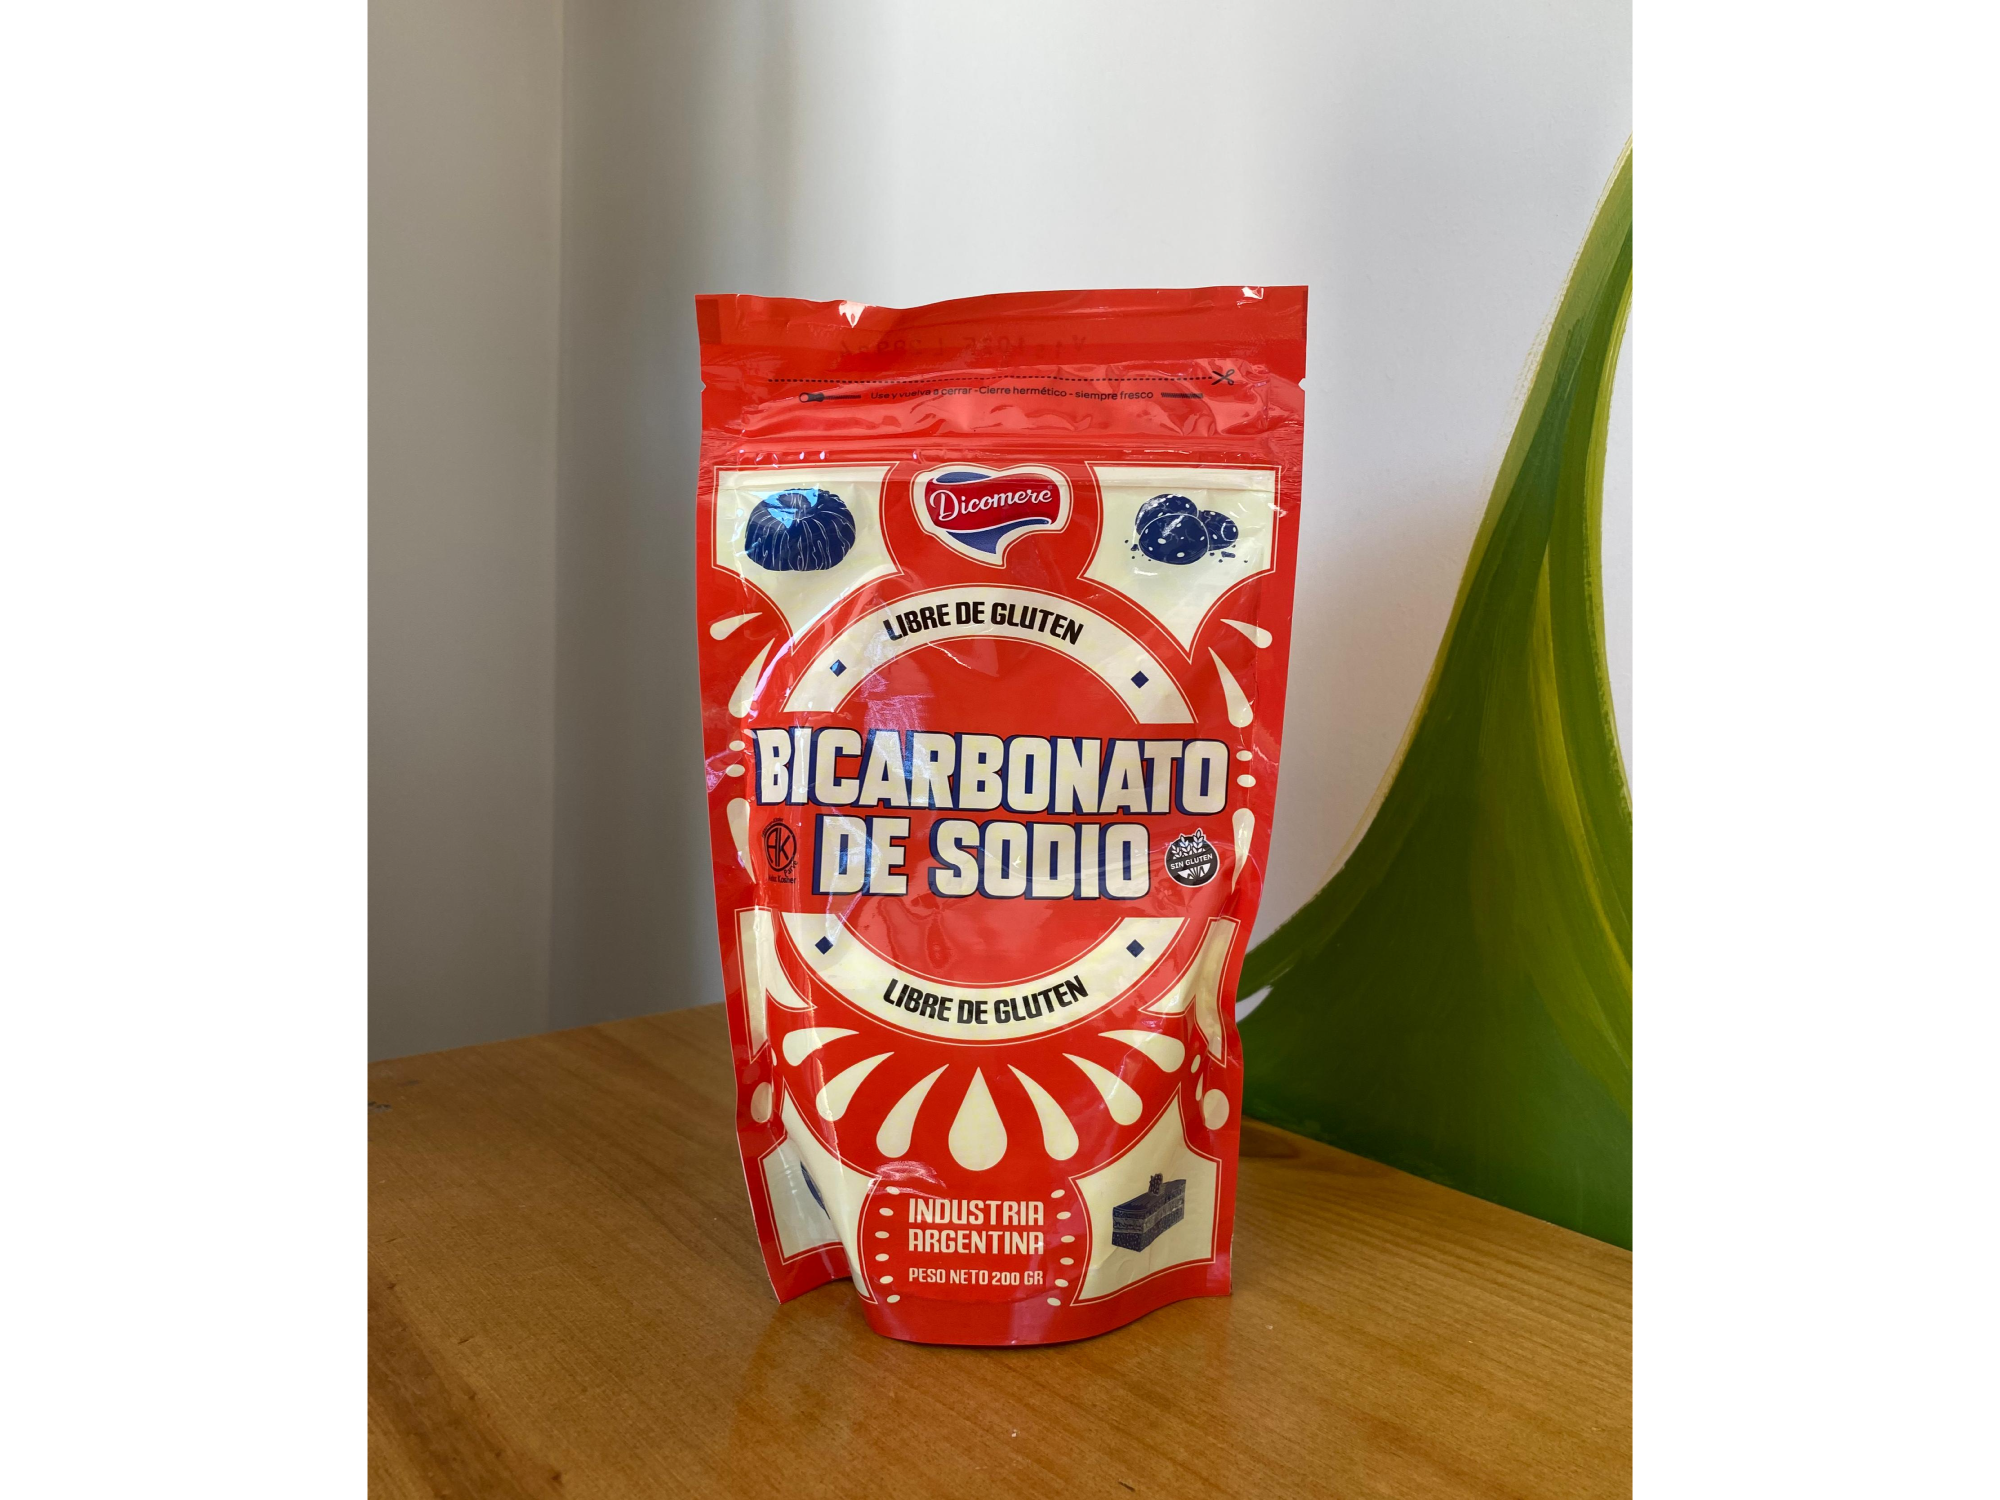 Use y vuelva a cerrar - Cierre hermético - siempre fresco
Dicomere
LIBRE DE GLUTEN
BICARBONATO
DE SODIO
AK
SIN GLUTEN
LIBRE DE GLUTEN
INDUSTRIA
ARGENTINA
PESO NETO 200 GR